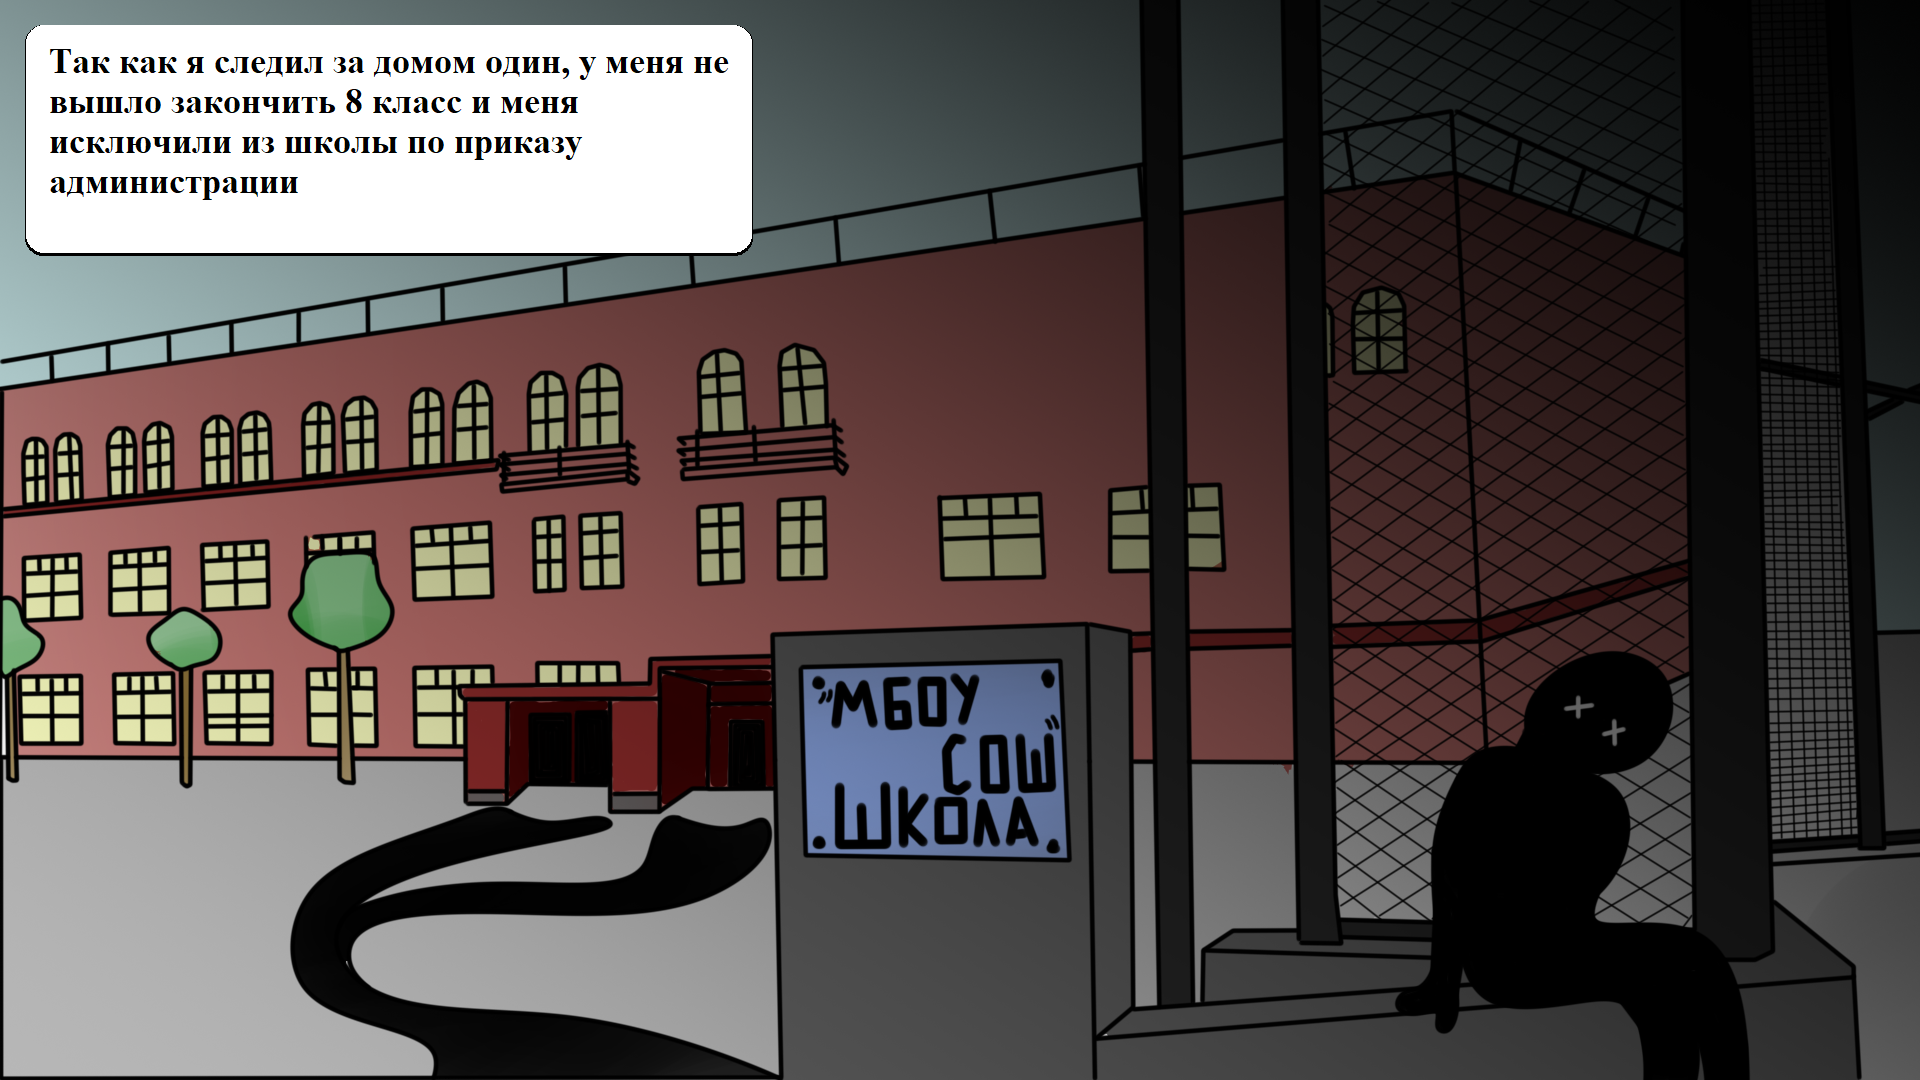 Так как я следил за домом один, у меня не
вышло закончить 8 класс и меня
исключили из школы по приказу
администрации
"МБОУ
СОШ"
ШКОЛА